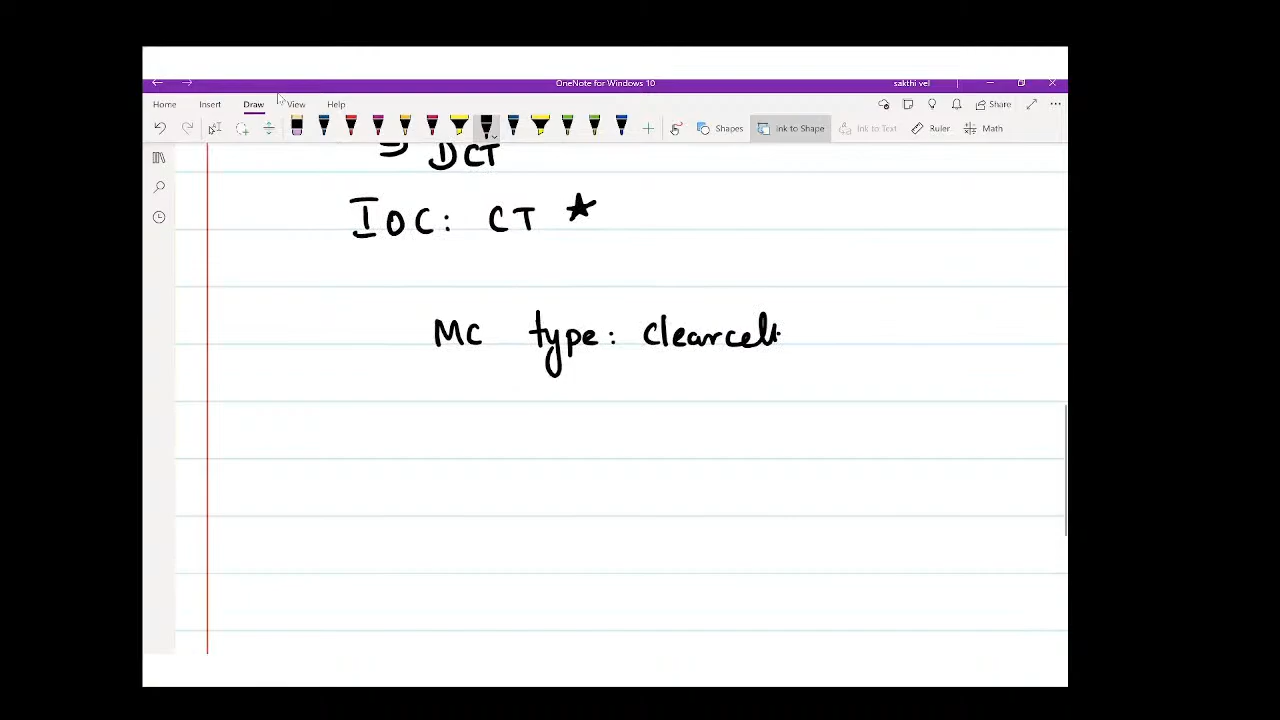 OneNote for Windows 10
sakthi vel
Home Insert Draw View Help
Share
Shapes Ink to Shape Ink to Text Ruler Math
DCT
IOC: CT ★
MC type: Clearcell